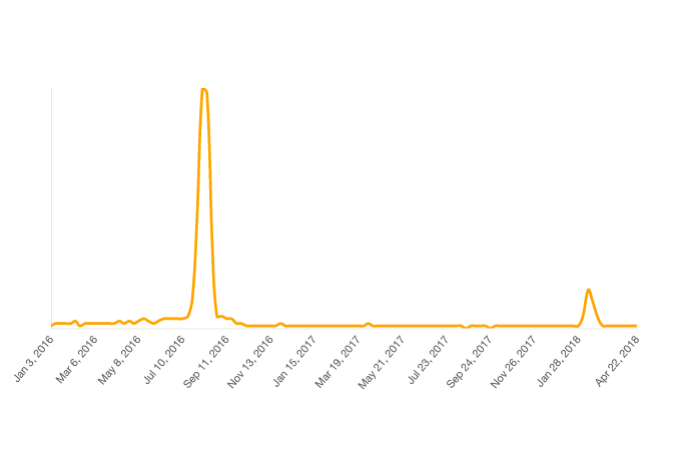 Jan 3, 2016
Mar 6, 2016
May 8, 2016
Jul 10, 2016
Sep 11, 2016
Nov 13, 2016
Jan 15, 2017
Mar 19, 2017
May 21, 2017
Jul 23, 2017
Sep 24, 2017
Nov 26, 2017
Jan 28, 2018
Apr 22, 2018